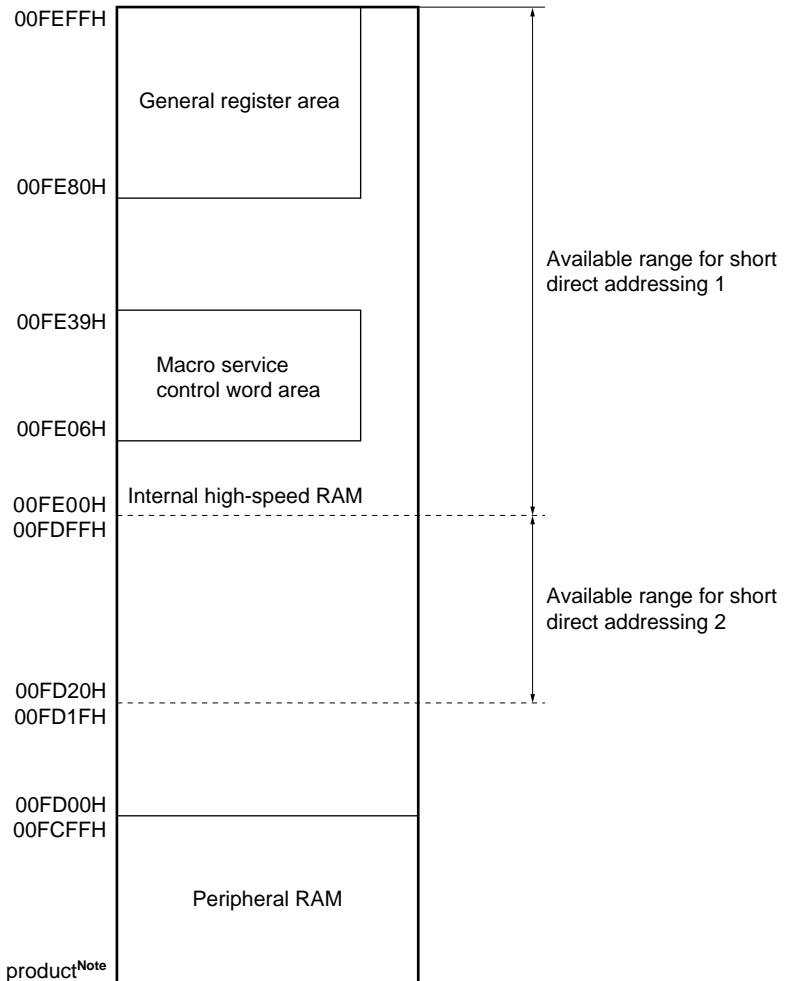 00FEFFH
General register area
00FE80H
Available range for short
direct addressing 1
00FE39H
Macro service
control word area
00FE06H
Internal high-speed RAM
00FE00H
00FDFFH
Available range for short
direct addressing 2
00FD20H
00FD1FH
00FD00H
00FCFFH
Peripheral RAM
productNote